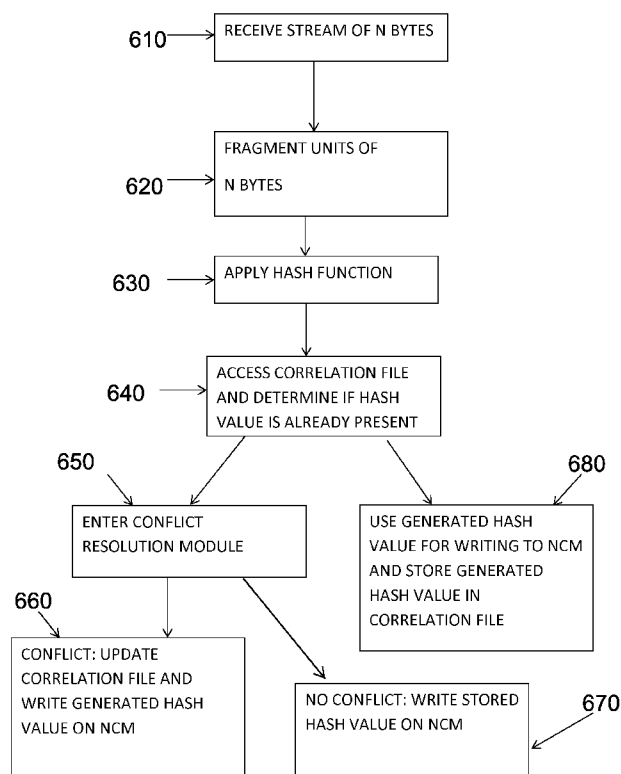 610
RECEIVE STREAM OF N BYTES
620
FRAGMENT UNITS OF
N BYTES
630
APPLY HASH FUNCTION
640
ACCESS CORRELATION FILE
AND DETERMINE IF HASH
VALUE IS ALREADY PRESENT
650
ENTER CONFLICT
RESOLUTION MODULE
680
USE GENERATED HASH
VALUE FOR WRITING TO NCM
AND STORE GENERATED
HASH VALUE IN
CORRELATION FILE
660
CONFLICT: UPDATE
CORRELATION FILE AND
WRITE GENERATED HASH
VALUE ON NCM
NO CONFLICT: WRITE STORED
HASH VALUE ON NCM
670